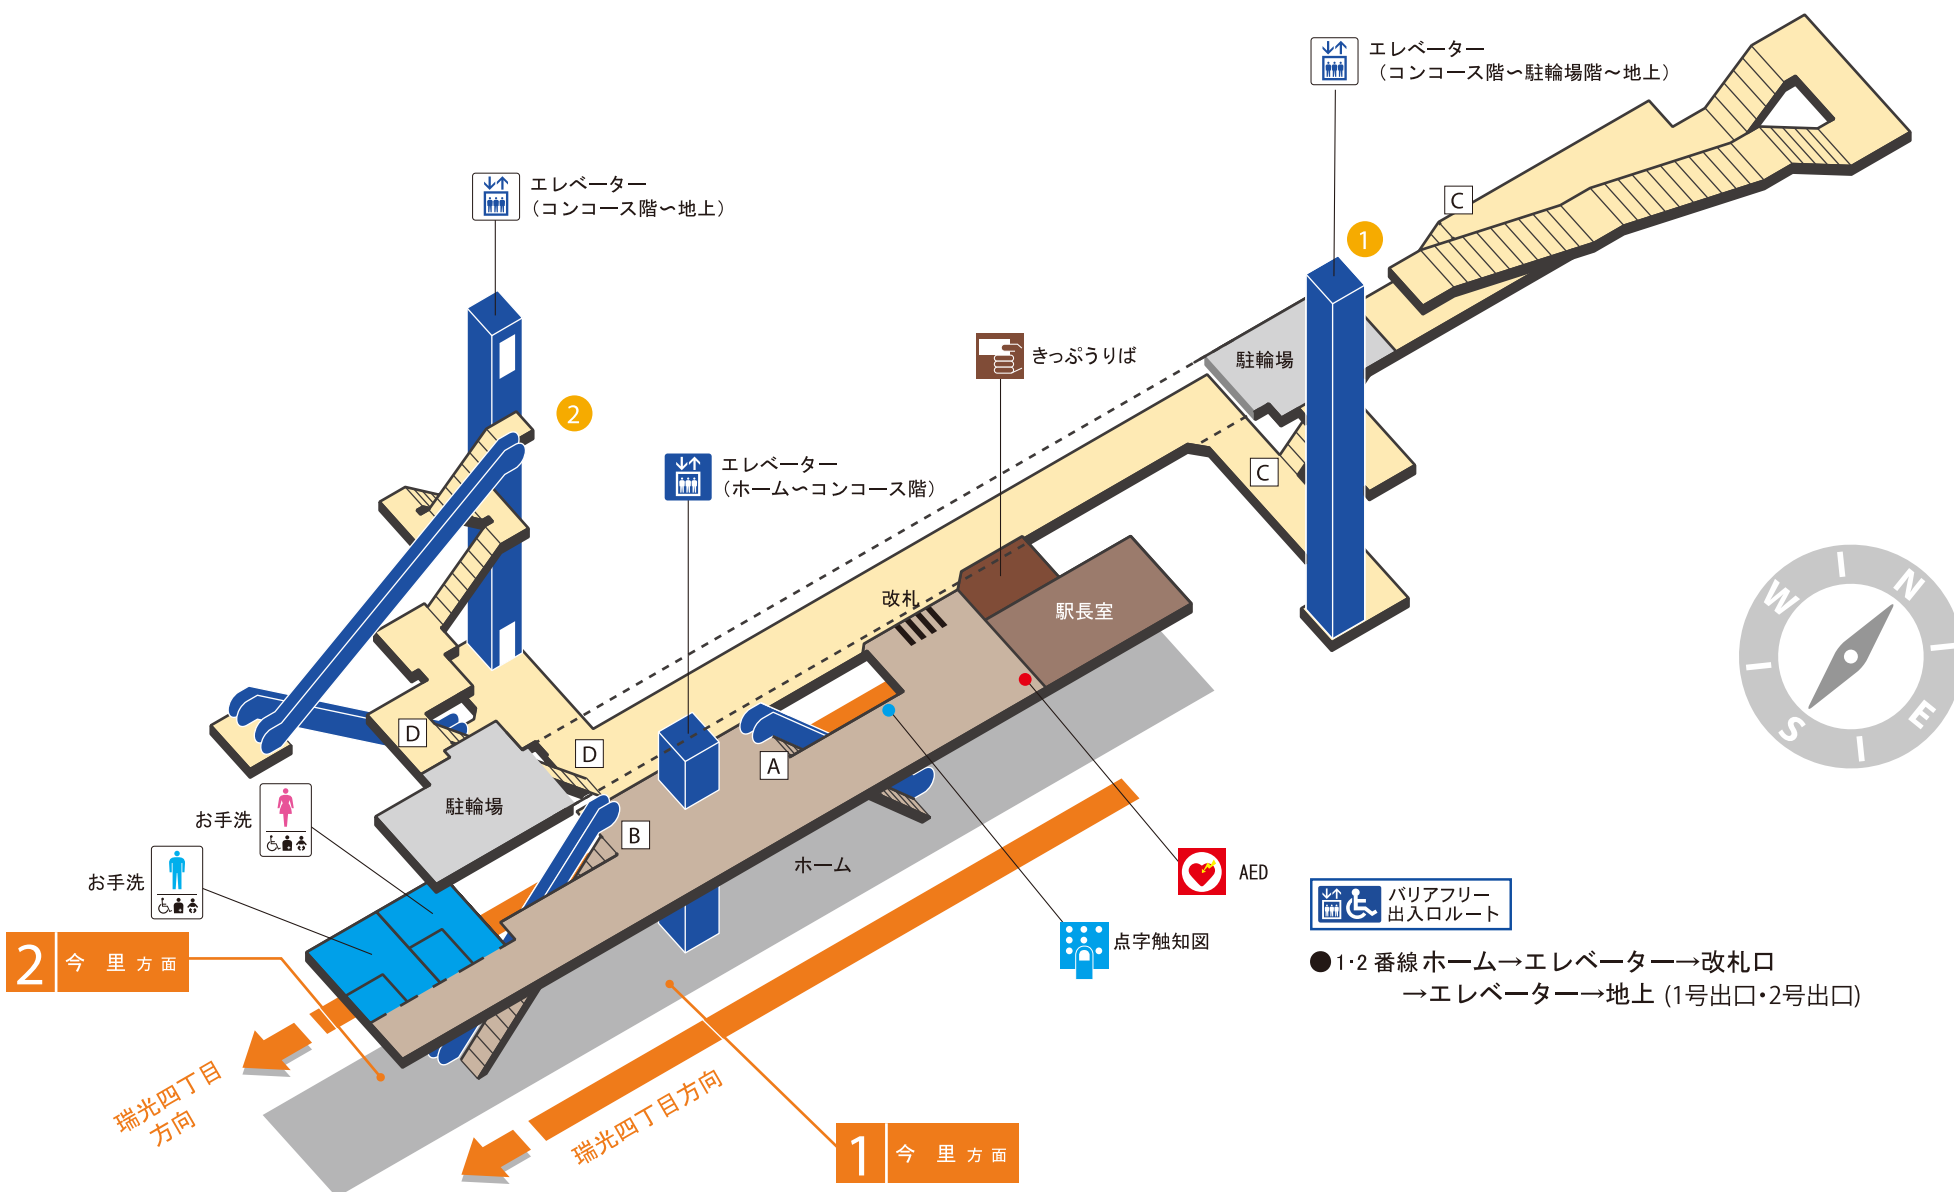 エレベーター
（コンコース階〜駐輪場階〜地上）
C
1
エレベーター
（コンコース階〜地上）
2
きっぷうりば
駐輪場
エレベーター
（ホーム〜コンコース階）
C
改札
駅長室
D
D
A
駐輪場
B
お手洗
お手洗
ホーム
AED
点字触知図
N
E
S
W
バリアフリー
出入口ルート
●1・2番線 ホーム→エレベーター→改札口
→エレベーター→地上 (1号出口・2号出口)
2 今里方面
瑞光四丁目
方向
瑞光四丁目方向
1 今里方面